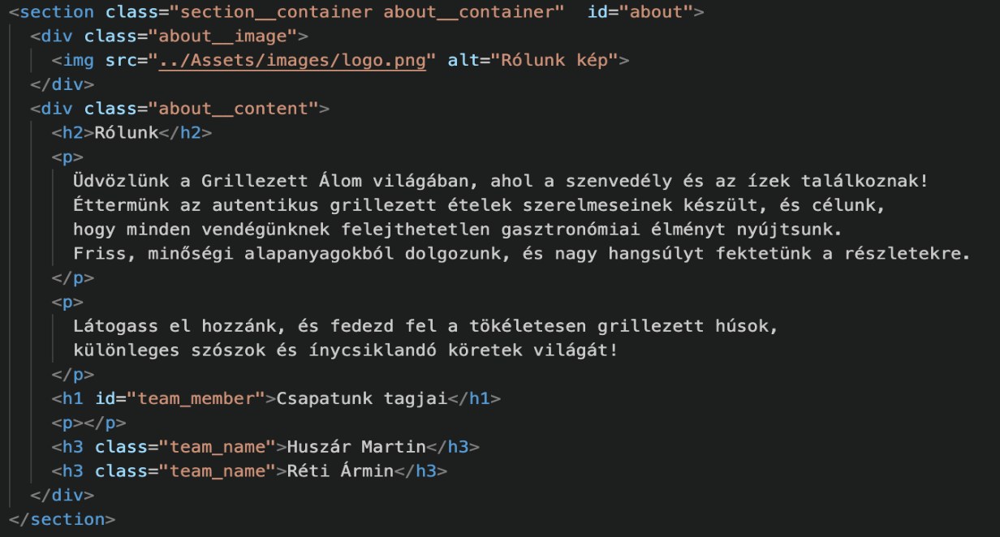 <section class="section__container about__container"  id="about">
<div class="about__image">
<img src="../Assets/images/logo.png" alt="Rólunk kép">
</div>
<div class="about__content">
<h2>Rólunk</h2>
<p>
Üdvözlünk a Grillezett Álom világában, ahol a szenvedély és az ízek találkoznak!
Éttermünk az autentikus grillezett ételek szerelmeseinek készült, és célunk,
hogy minden vendégünknek felejthetetlen gasztronómiai élményt nyújtsunk.
Friss, minőségi alapanyagokból dolgozunk, és nagy hangsúlyt fektetünk a részletekre.
</p>
<p>
Látogass el hozzánk, és fedezd fel a tökéletesen grillezett húsok,
különleges szószok és ínycsiklandó köretek világát!
</p>
<h1 id="team_member">Csapatunk tagjai</h1>
<p></p>
<h3 class="team_name">Huszár Martin</h3>
<h3 class="team_name">Réti Ármin</h3>
</div>
</section>